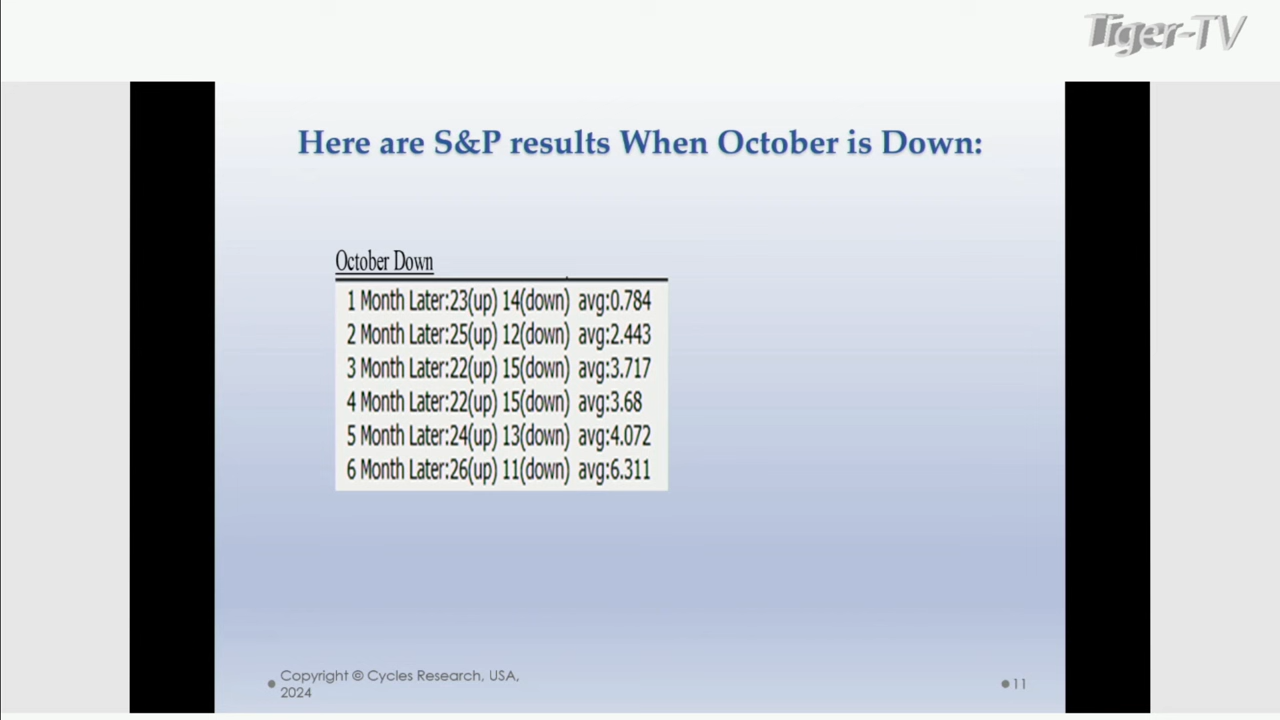 Tiger-TV
Here are S&P results When October is Down:
October Down
1 Month Later:23(up) 14(down) avg:0.784
2 Month Later:25(up) 12(down) avg:2.443
3 Month Later:22(up) 15(down) avg:3.717
4 Month Later:22(up) 15(down) avg:3.68
5 Month Later:24(up) 13(down) avg:4.072
6 Month Later:26(up) 11(down) avg:6.311
Copyright © Cycles Research, USA,
2024
11